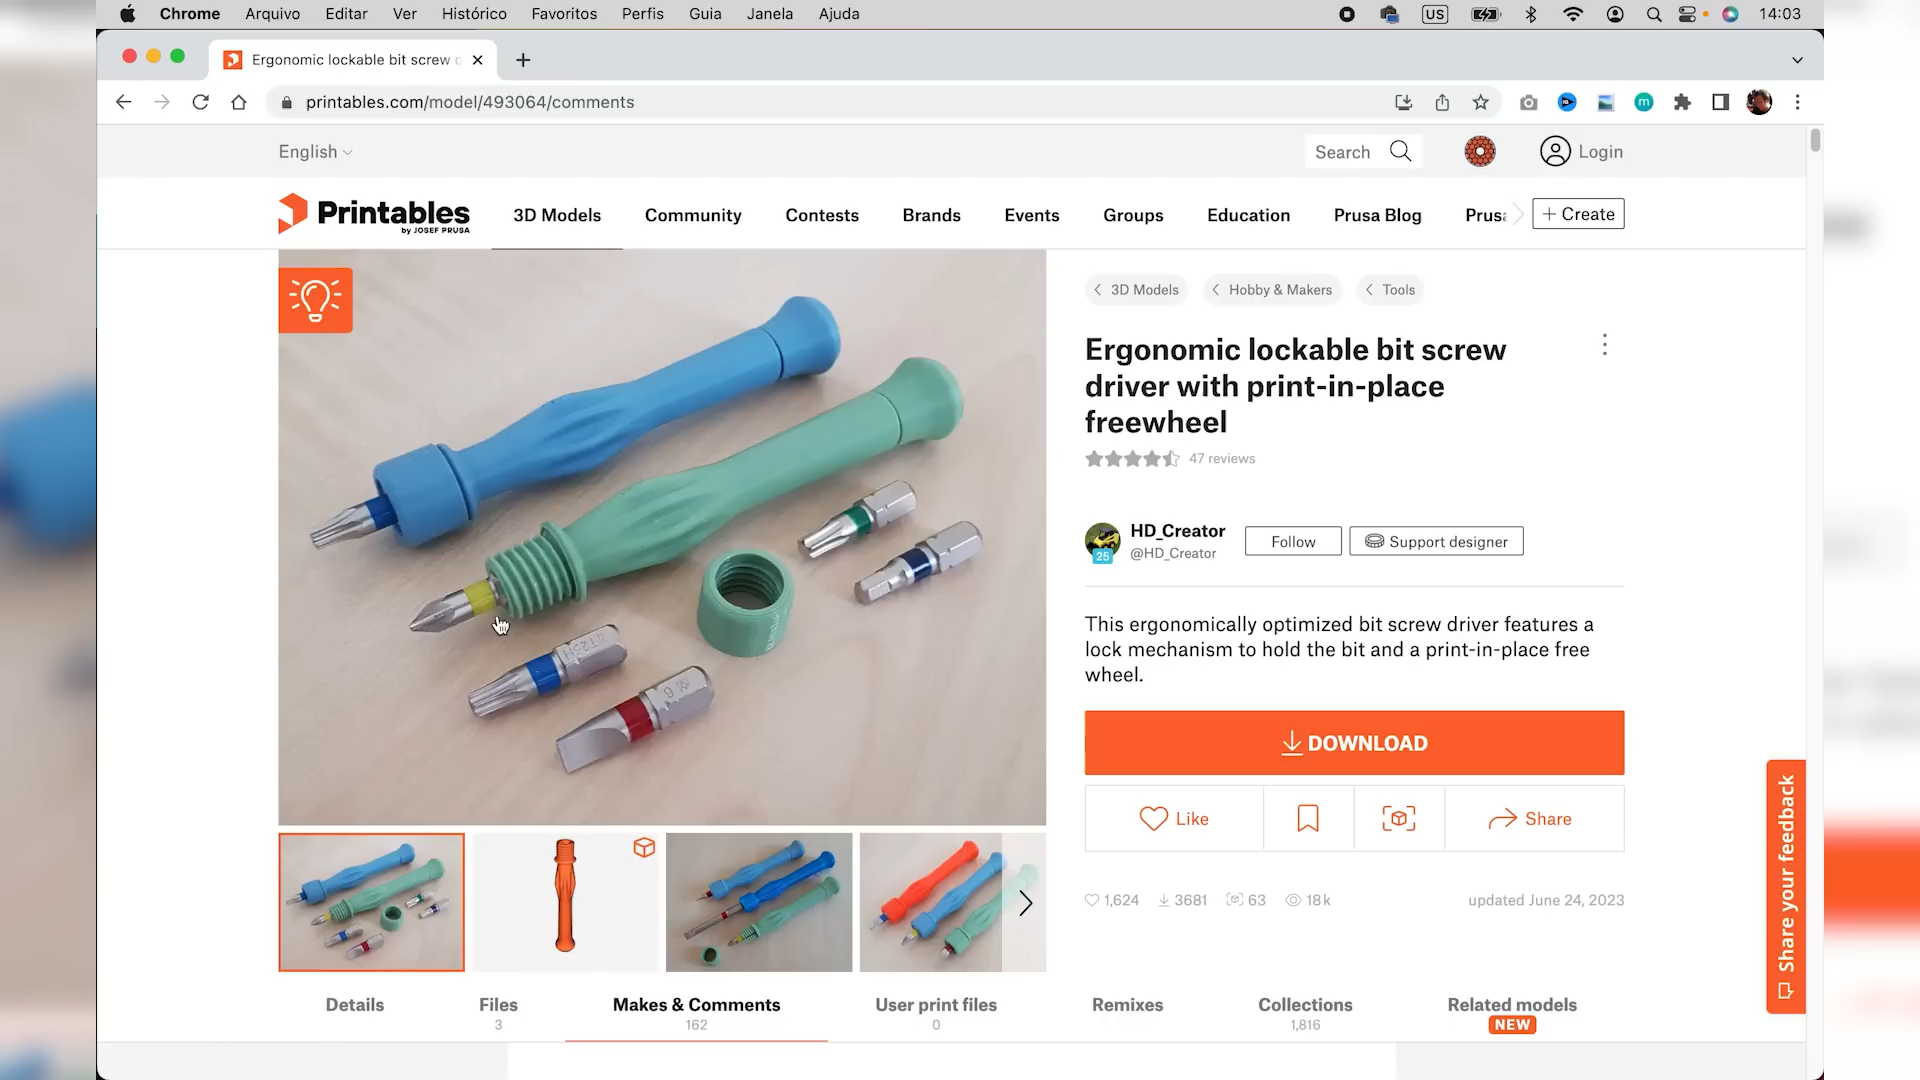 Chrome Arquivo Editar Ver Histórico Favoritos Perfis Guia Janela Ajuda US 14:03
Ergonomic lockable bit screw
printables.com/model/493064/comments
English Search Login
Printables
by JOSEF PRUSA
3D Models Community Contests Brands Events Groups Education Prusa Blog Prusa + Create
3D Models Hobby & Makers Tools
Ergonomic lockable bit screw
driver with print-in-place
freewheel
47 reviews
HD_Creator
@HD_Creator
25
Follow
Support designer
This ergonomically optimized bit screw driver features a
lock mechanism to hold the bit and a print-in-place free
wheel.
DOWNLOAD
Like
Share
1,624 3681 63 18k updated June 24, 2023
Share your feedback
Details
Files
3
Makes & Comments
162
User print files
0
Remixes
Collections
1,816
Related models
NEW